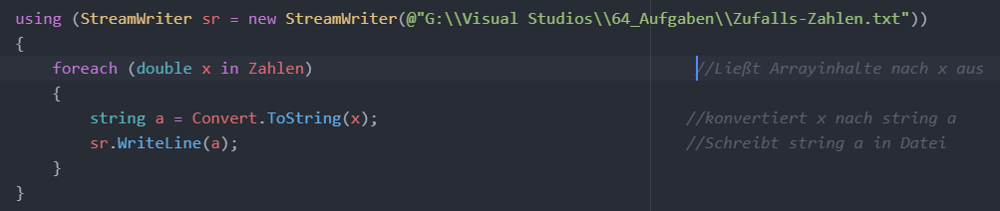 using (StreamWriter sr = new StreamWriter(@"G:\\Visual Studios\\64_Aufgaben\\Zufalls-Zahlen.txt"))
{
foreach (double x in Zahlen) //Ließt Arrayinhalte nach x aus
{
string a = Convert.ToString(x); //konvertiert x nach string a
sr.WriteLine(a); //Schreibt string a in Datei
}
}